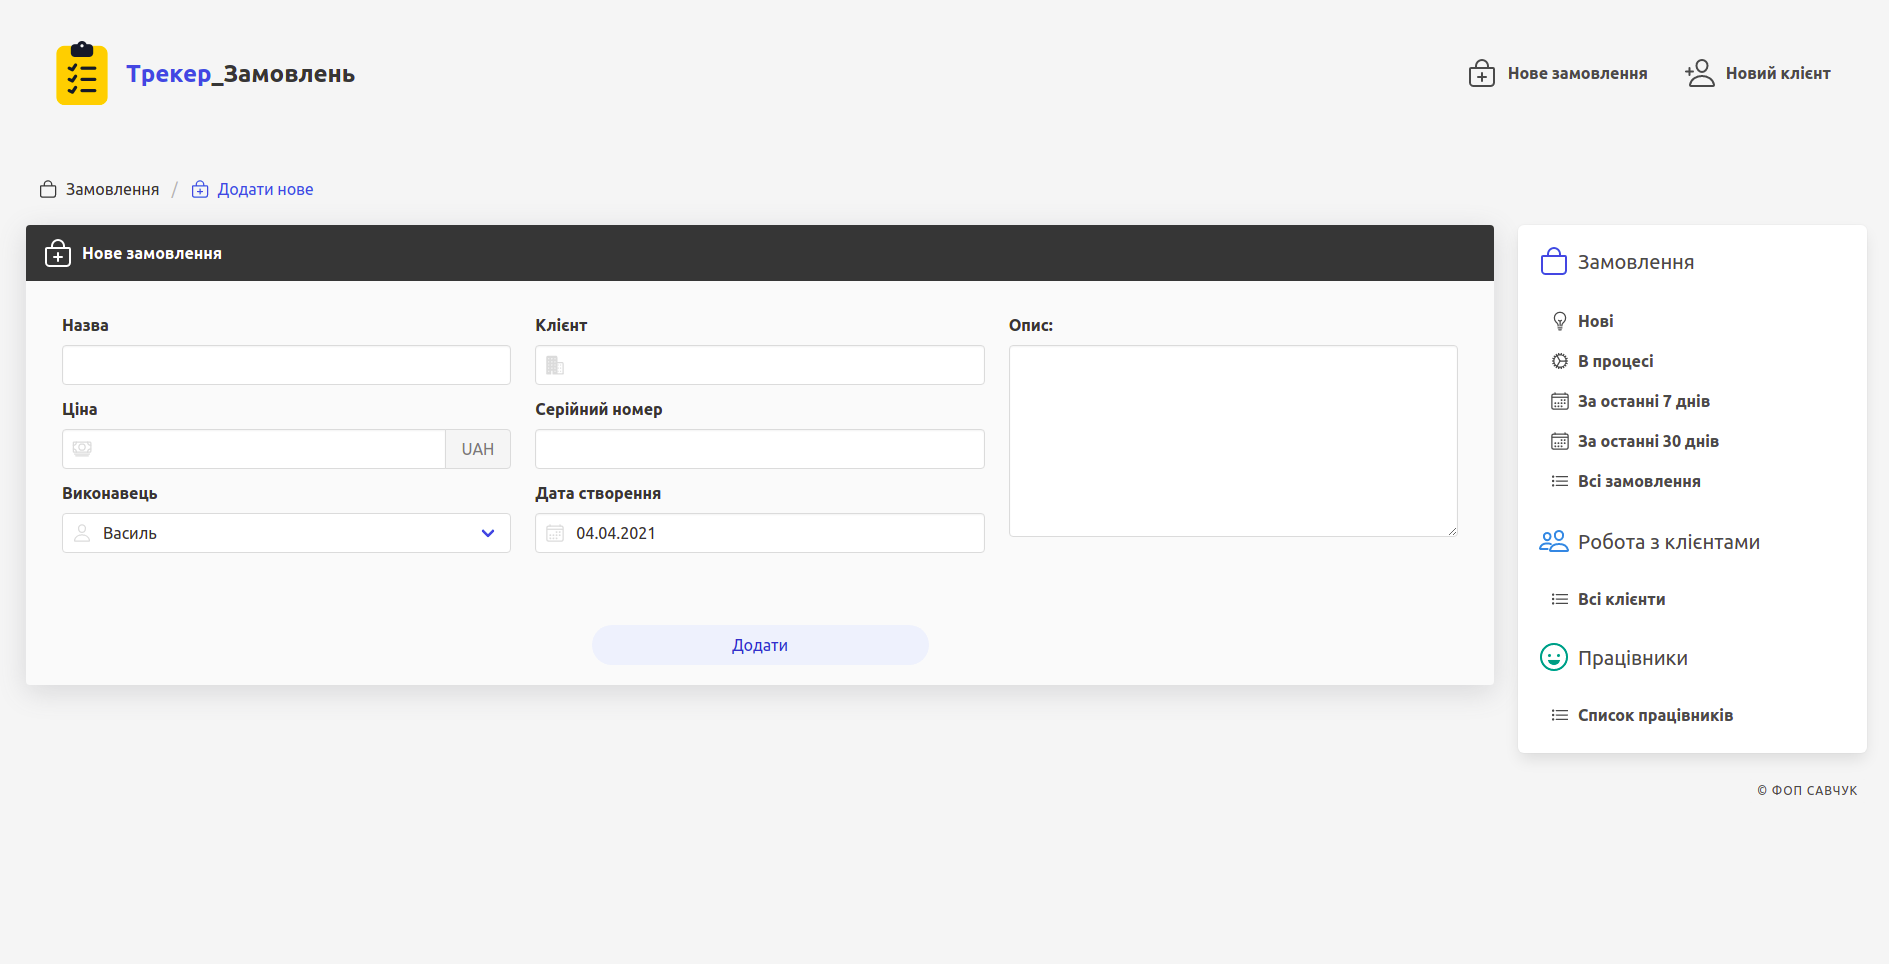 Трекер_Замовлень
Нове замовлення
Новий клієнт
Замовлення / Додати нове
Нове замовлення
Назва
Клієнт
Опис:
Ціна
UAH
Серійний номер
Виконавець
Василь
Дата створення
04.04.2021
Додати
Замовлення
Нові
В процесі
За останні 7 днів
За останні 30 днів
Всі замовлення
Робота з клієнтами
Всі клієнти
Працівники
Список працівників
© ФОП САВЧУК